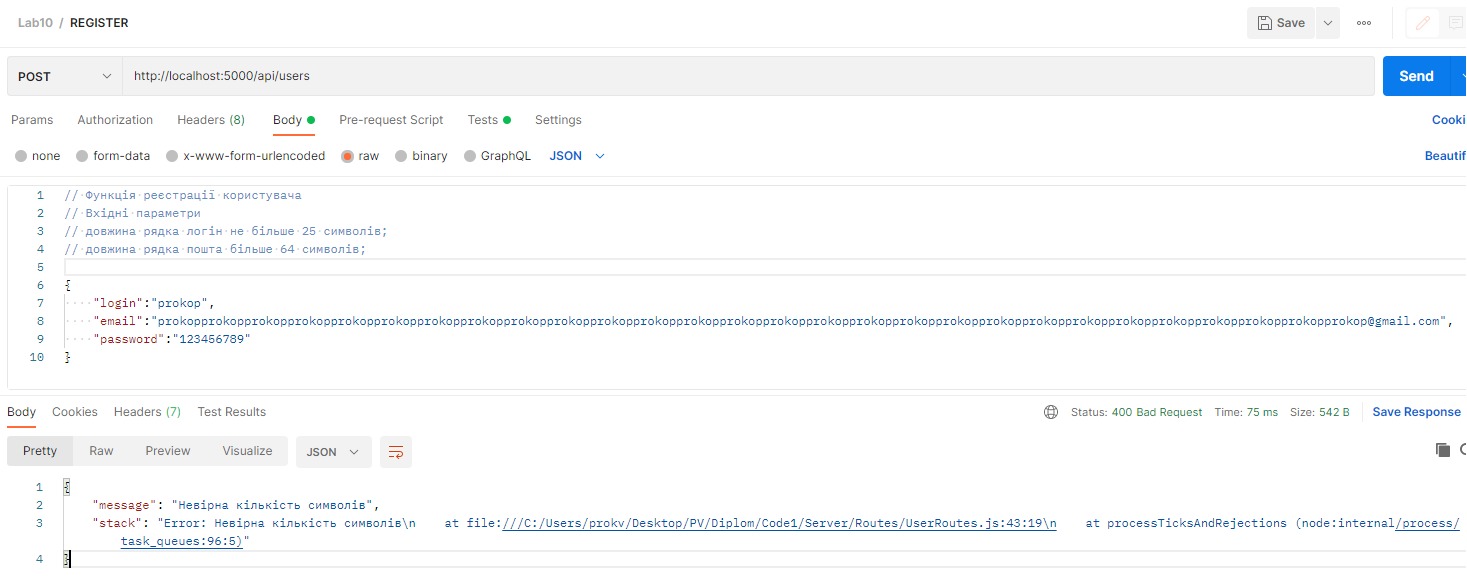 Lab10 / REGISTER
Save
POST http://localhost:5000/api/users Send
Params Authorization Headers (8) Body Pre-request Script Tests Settings Cooki
none form-data x-www-form-urlencoded raw binary GraphQL JSON Beautif
1 // Функція реєстрації користувача
2 // Вхідні параметри
3 // довжина рядка логін не більше 25 символів;
4 // довжина рядка пошта більше 64 символів;
5
6 {
7 "login":"prokop",
8 "email":"prokopprokopprokopprokopprokopprokopprokopprokopprokopprokopprokopprokopprokopprokopprokopprokopprokopprokopprokopprokopprokopprokopprokopprokopprokopprokopprokopprokop@gmail.com",
9 "password":"123456789"
10 }
Body Cookies Headers (7) Test Results Status: 400 Bad Request Time: 75 ms Size: 542 B Save Response
Pretty Raw Preview Visualize JSON
1 {
2 "message": "Невірна кількість символів",
3 "stack": "Error: Невірна кількість символів\n    at file:///C:/Users/prokv/Desktop/PV/Diplom/Code1/Server/Routes/UserRoutes.js:43:19\n    at processTicksAndRejections (node:internal/process/
task_queues:96:5)"
4 }